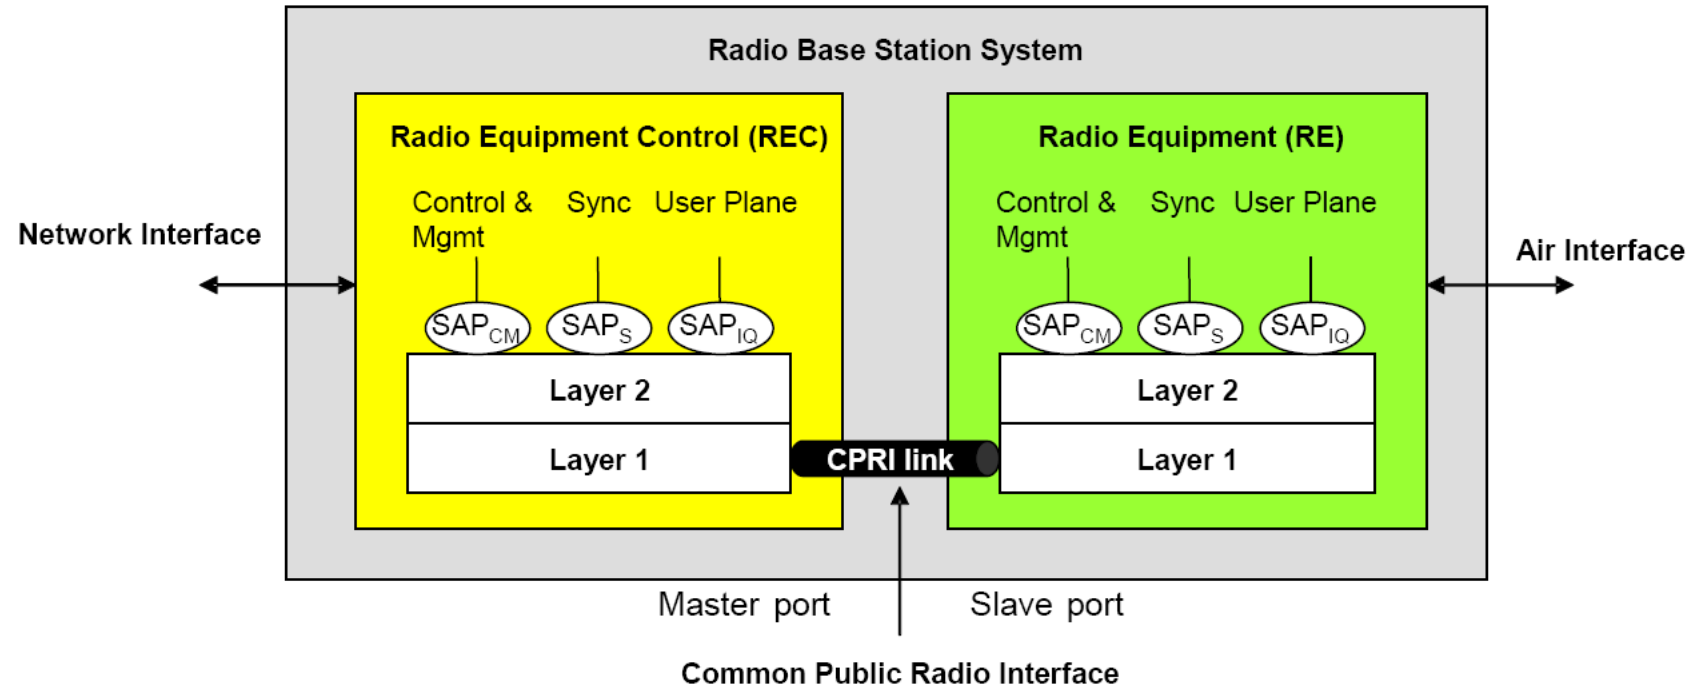 Radio Base Station System
Radio Equipment Control (REC)
Radio Equipment (RE)
Control & Mgmt
Sync
User Plane
Control & Mgmt
Sync
User Plane
Network Interface
Air Interface
SAPCM
SAPS
SAPIQ
SAPCM
SAPS
SAPIQ
Layer 2
Layer 2
Layer 1
CPRI link
Layer 1
Master port
Slave port
Common Public Radio Interface